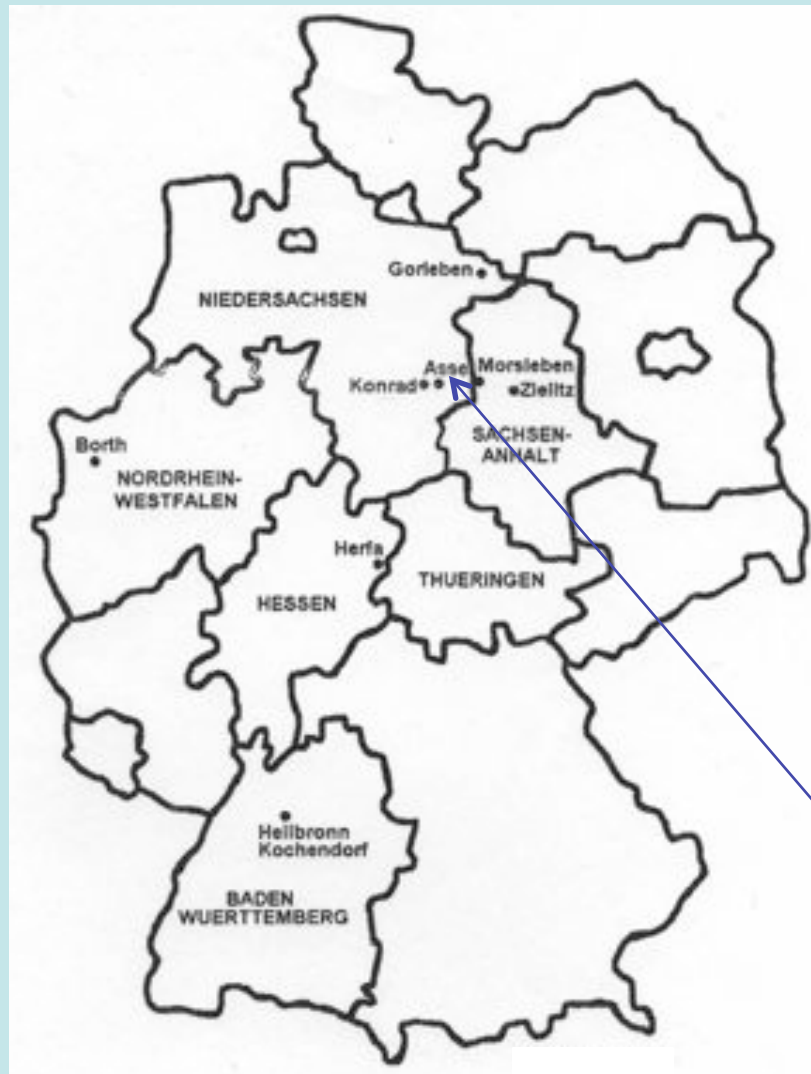 Gorleben
NIEDERSACHSEN
Asse
Morsleben
Konrad
Zielitz
SACHSEN-
ANHALT
Borth
NORDRHEIN-
WESTFALEN
Herfa
HESSEN
THUERINGEN
Heilbronn
Kochendorf
BADEN
WUERTTEMBERG